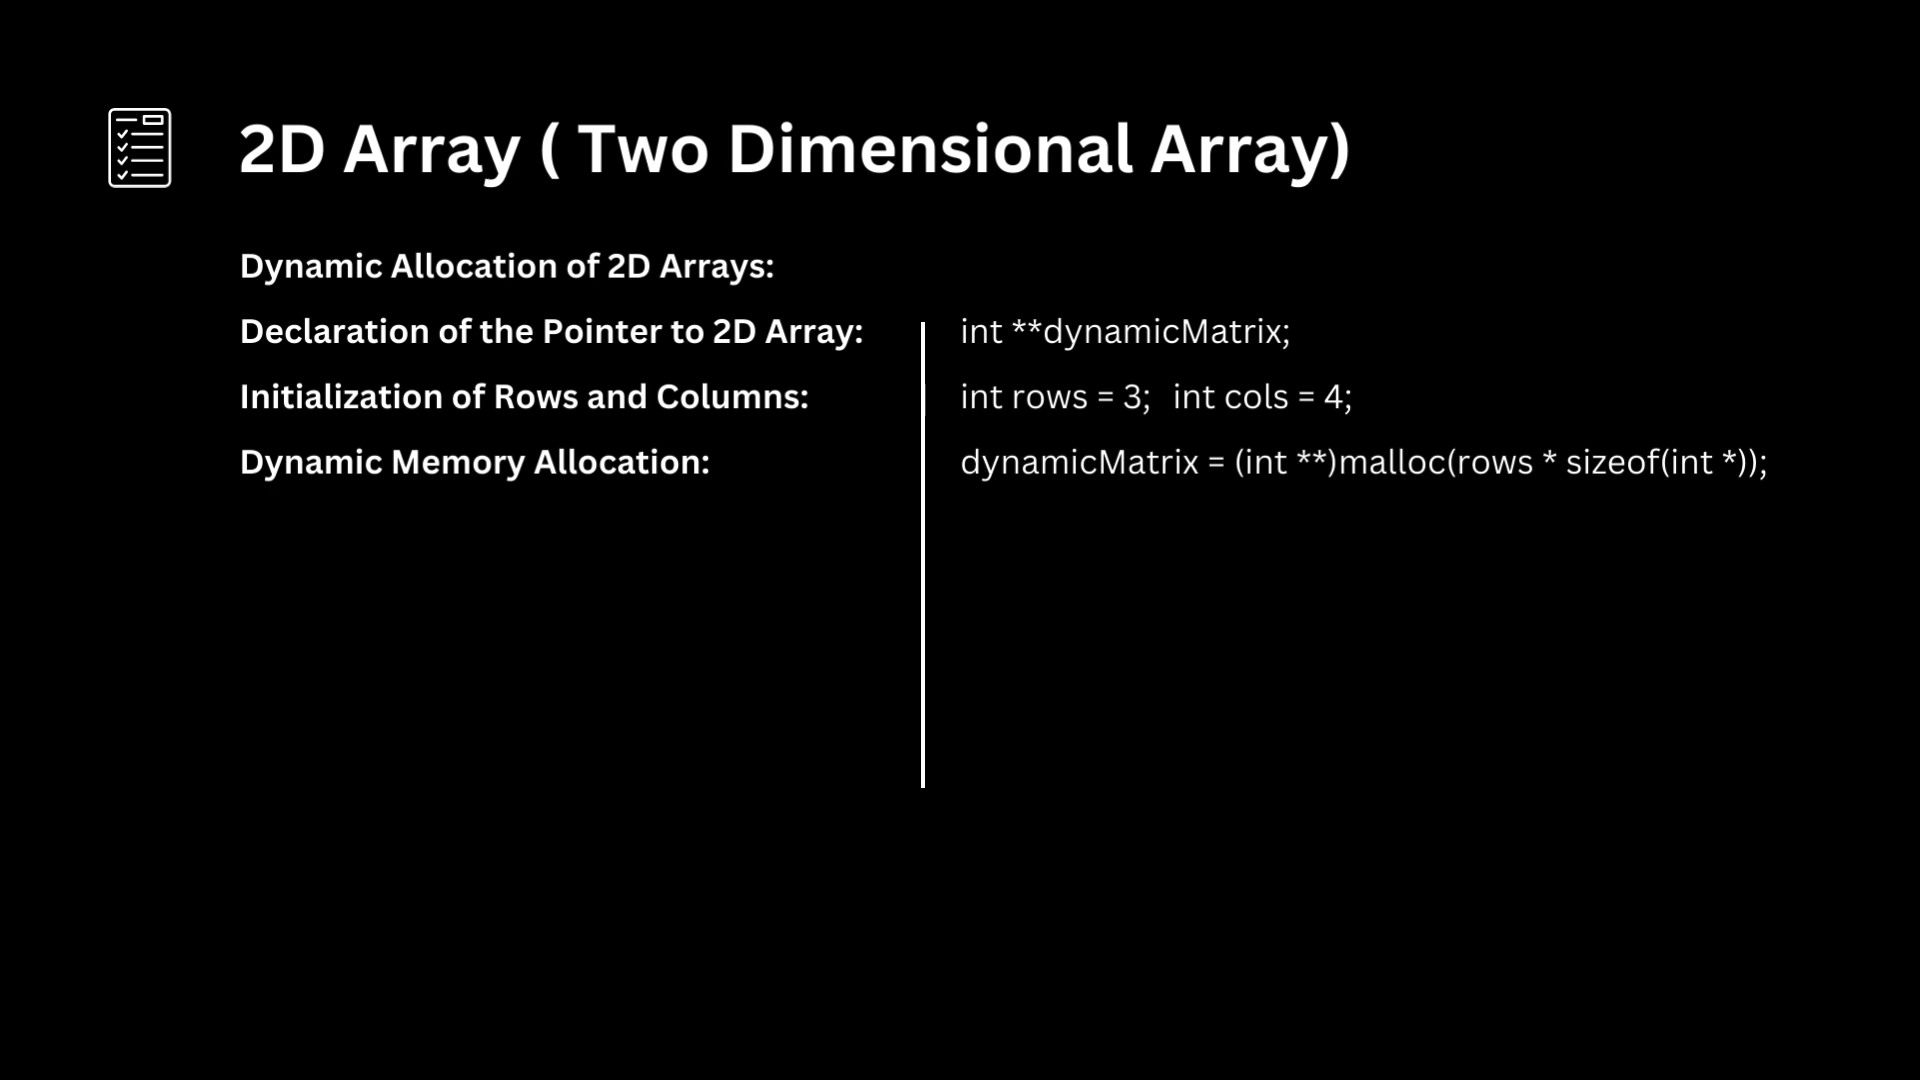 2D Array ( Two Dimensional Array)
Dynamic Allocation of 2D Arrays:
Declaration of the Pointer to 2D Array: int **dynamicMatrix;
Initialization of Rows and Columns: int rows = 3; int cols = 4;
Dynamic Memory Allocation: dynamicMatrix = (int **)malloc(rows * sizeof(int *));